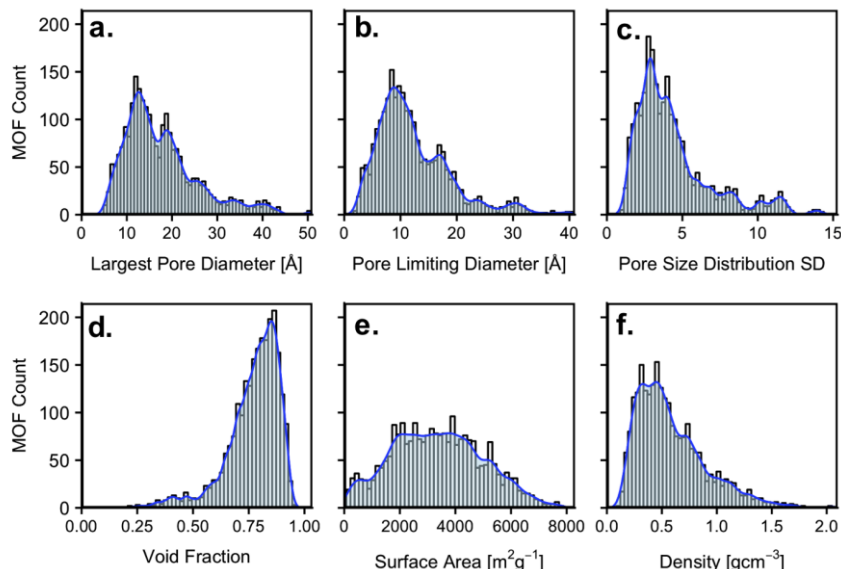 a.
b.
c.
MOF Count
200
150
100
50
0
0 10 20 30 40 50
0 10 20 30 40
0 5 10 15
Largest Pore Diameter [Å]
Pore Limiting Diameter [Å]
Pore Size Distribution SD
d.
e.
f.
MOF Count
200
150
100
50
0
0.00 0.25 0.50 0.75 1.00
0 2000 4000 6000 8000
0.0 0.5 1.0 1.5 2.0
Void Fraction
Surface Area [m²g⁻¹]
Density [gcm⁻³]